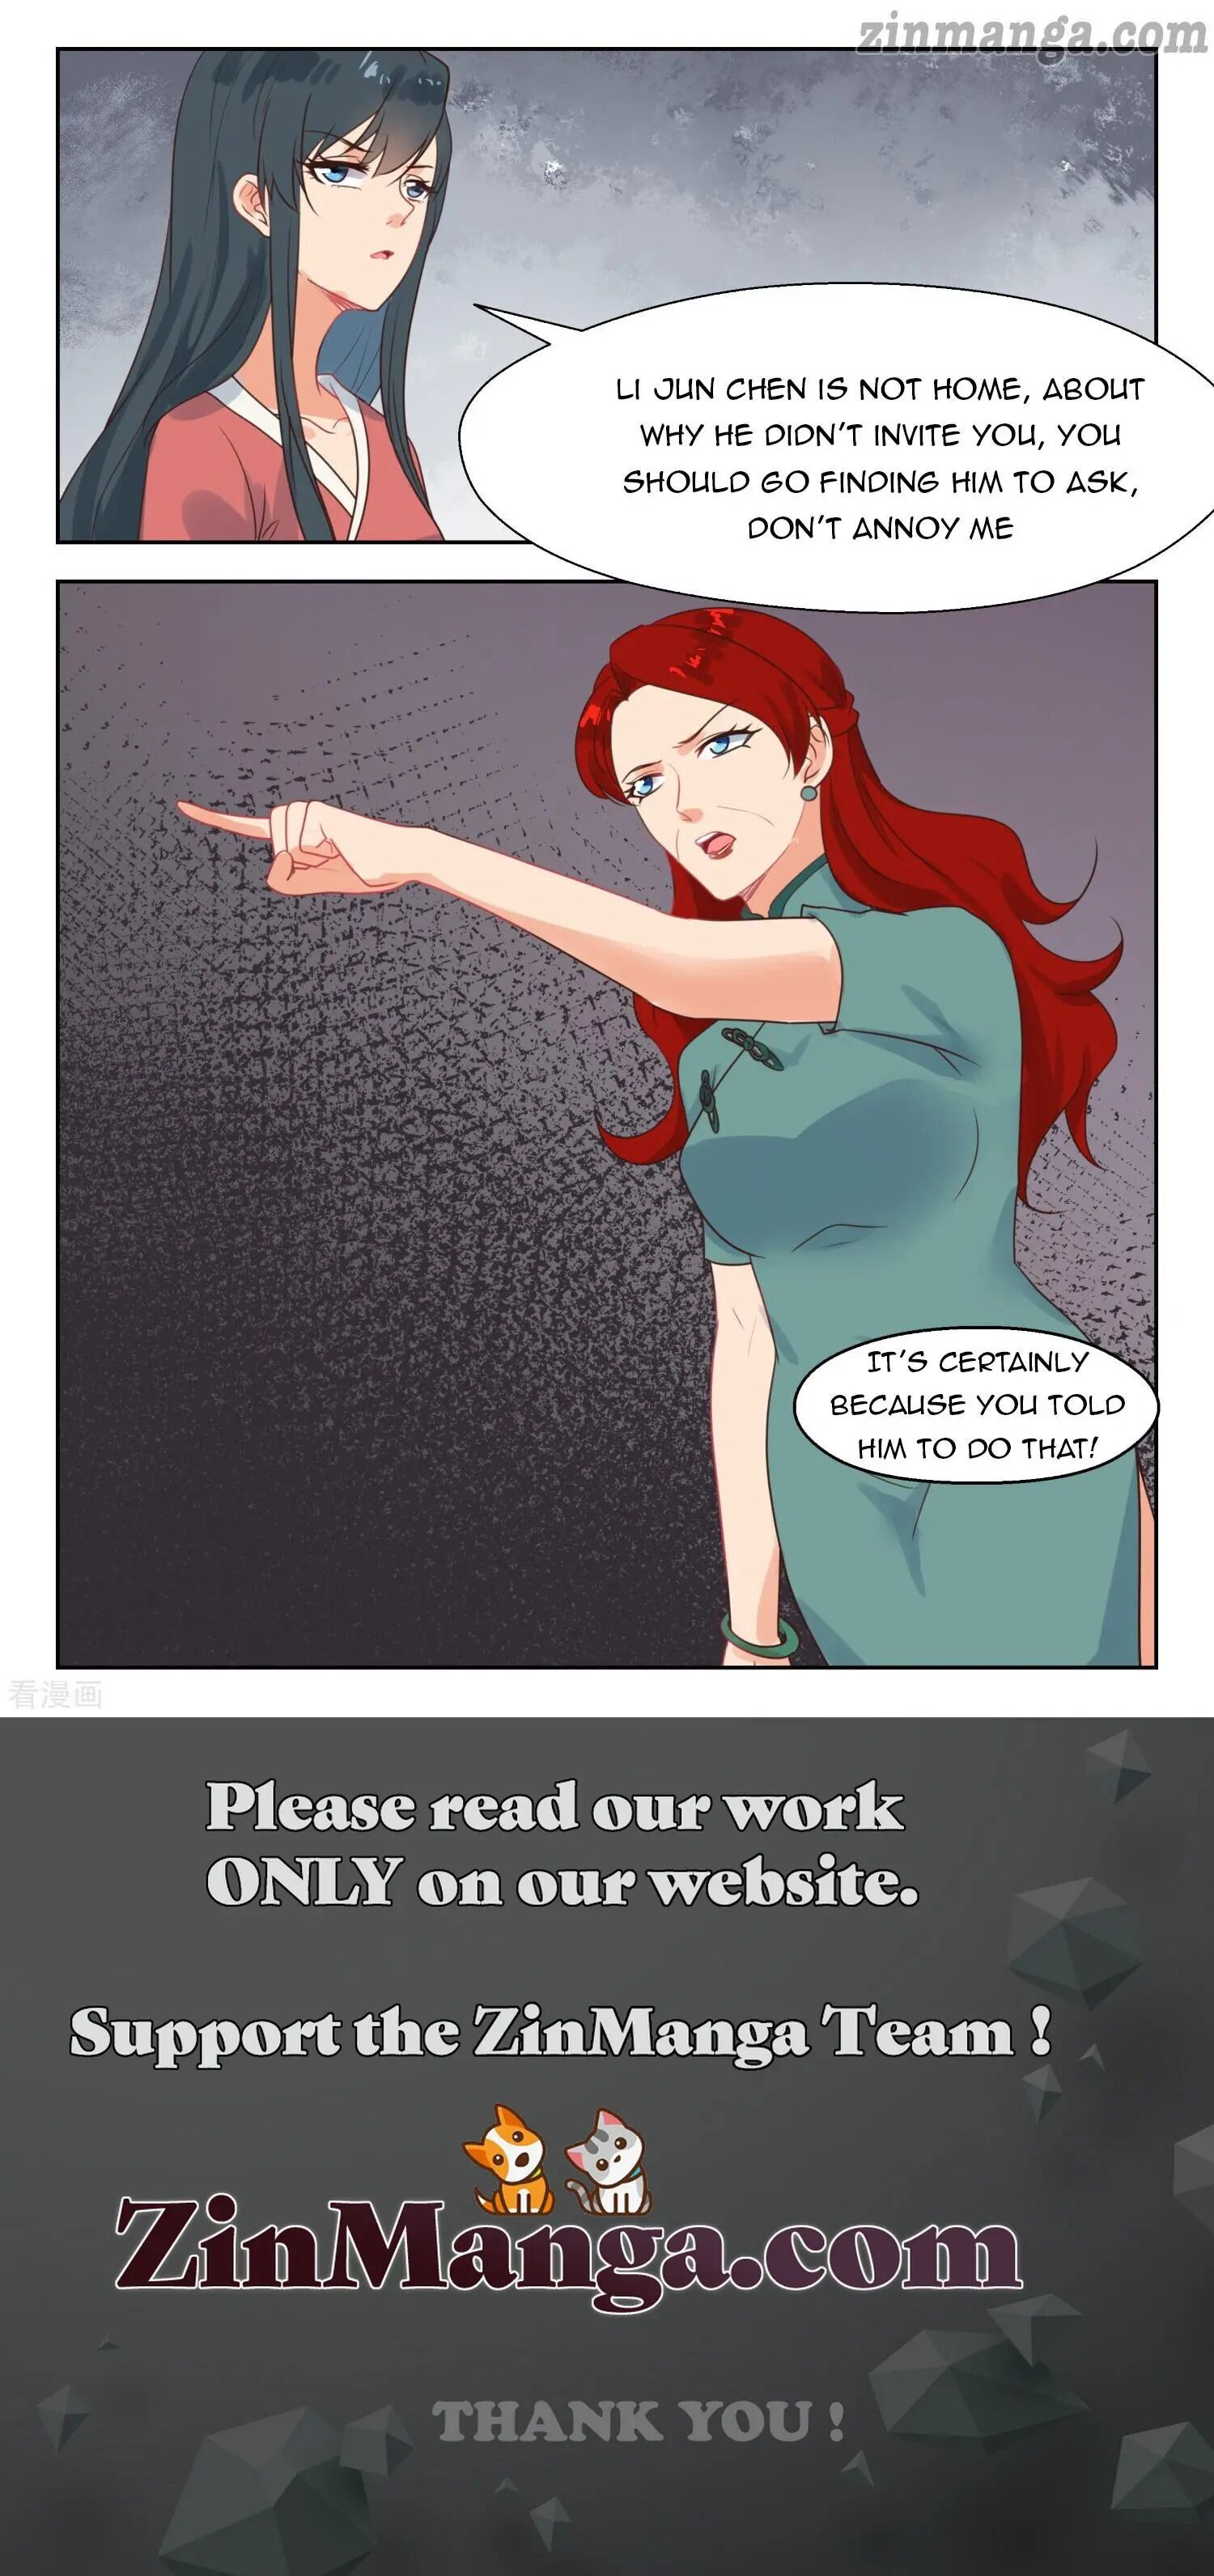 zinmanga.com
LI JUN CHEN IS NOT HOME, ABOUT
WHY HE DIDN'T INVITE YOU, YOU
SHOULD GO FINDING HIM TO ASK,
DON'T ANNOY ME
IT'S CERTAINLY
BECAUSE YOU TOLD
HIM TO DO THAT!
看漫画
Please read our work
ONLY on our website.
Support the ZinManga Team !
ZinManga.com
THANK YOU !